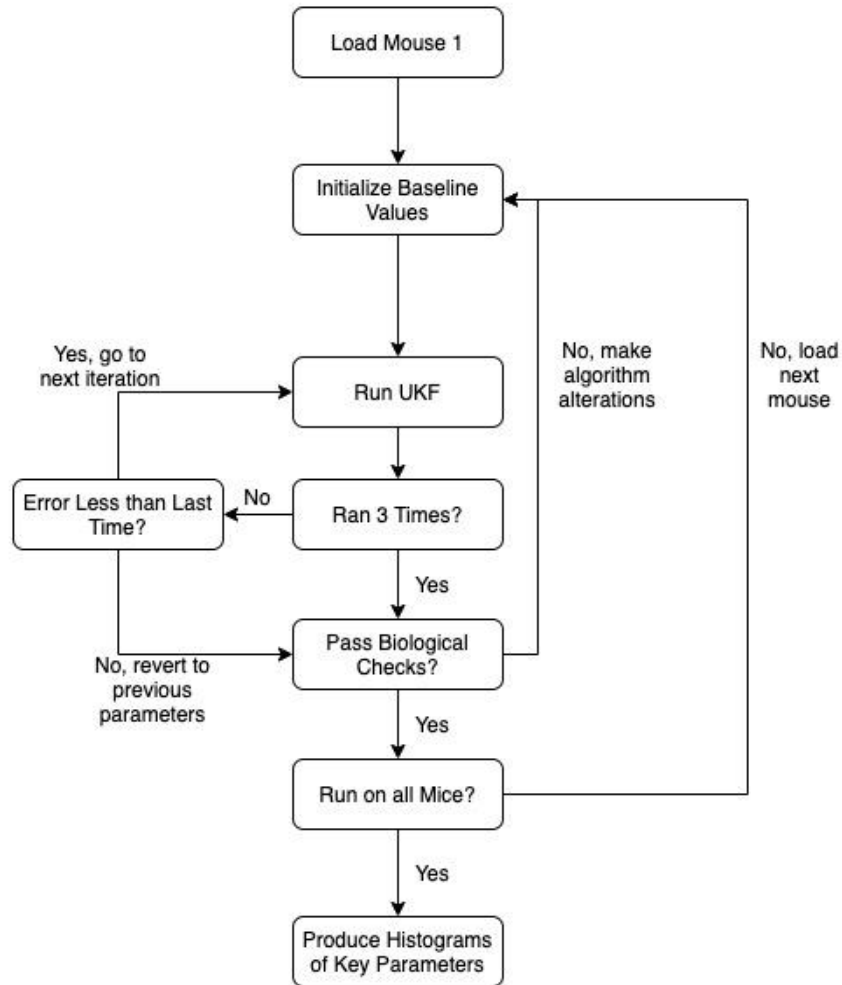 Load Mouse 1
Initialize Baseline
Values
Yes, go to
next iteration
Run UKF
No, make
algorithm
alterations
No, load
next
mouse
Error Less than Last
Time?
No
Ran 3 Times?
Yes
No, revert to
previous
parameters
Pass Biological
Checks?
Yes
Run on all Mice?
Yes
Produce Histograms
of Key Parameters